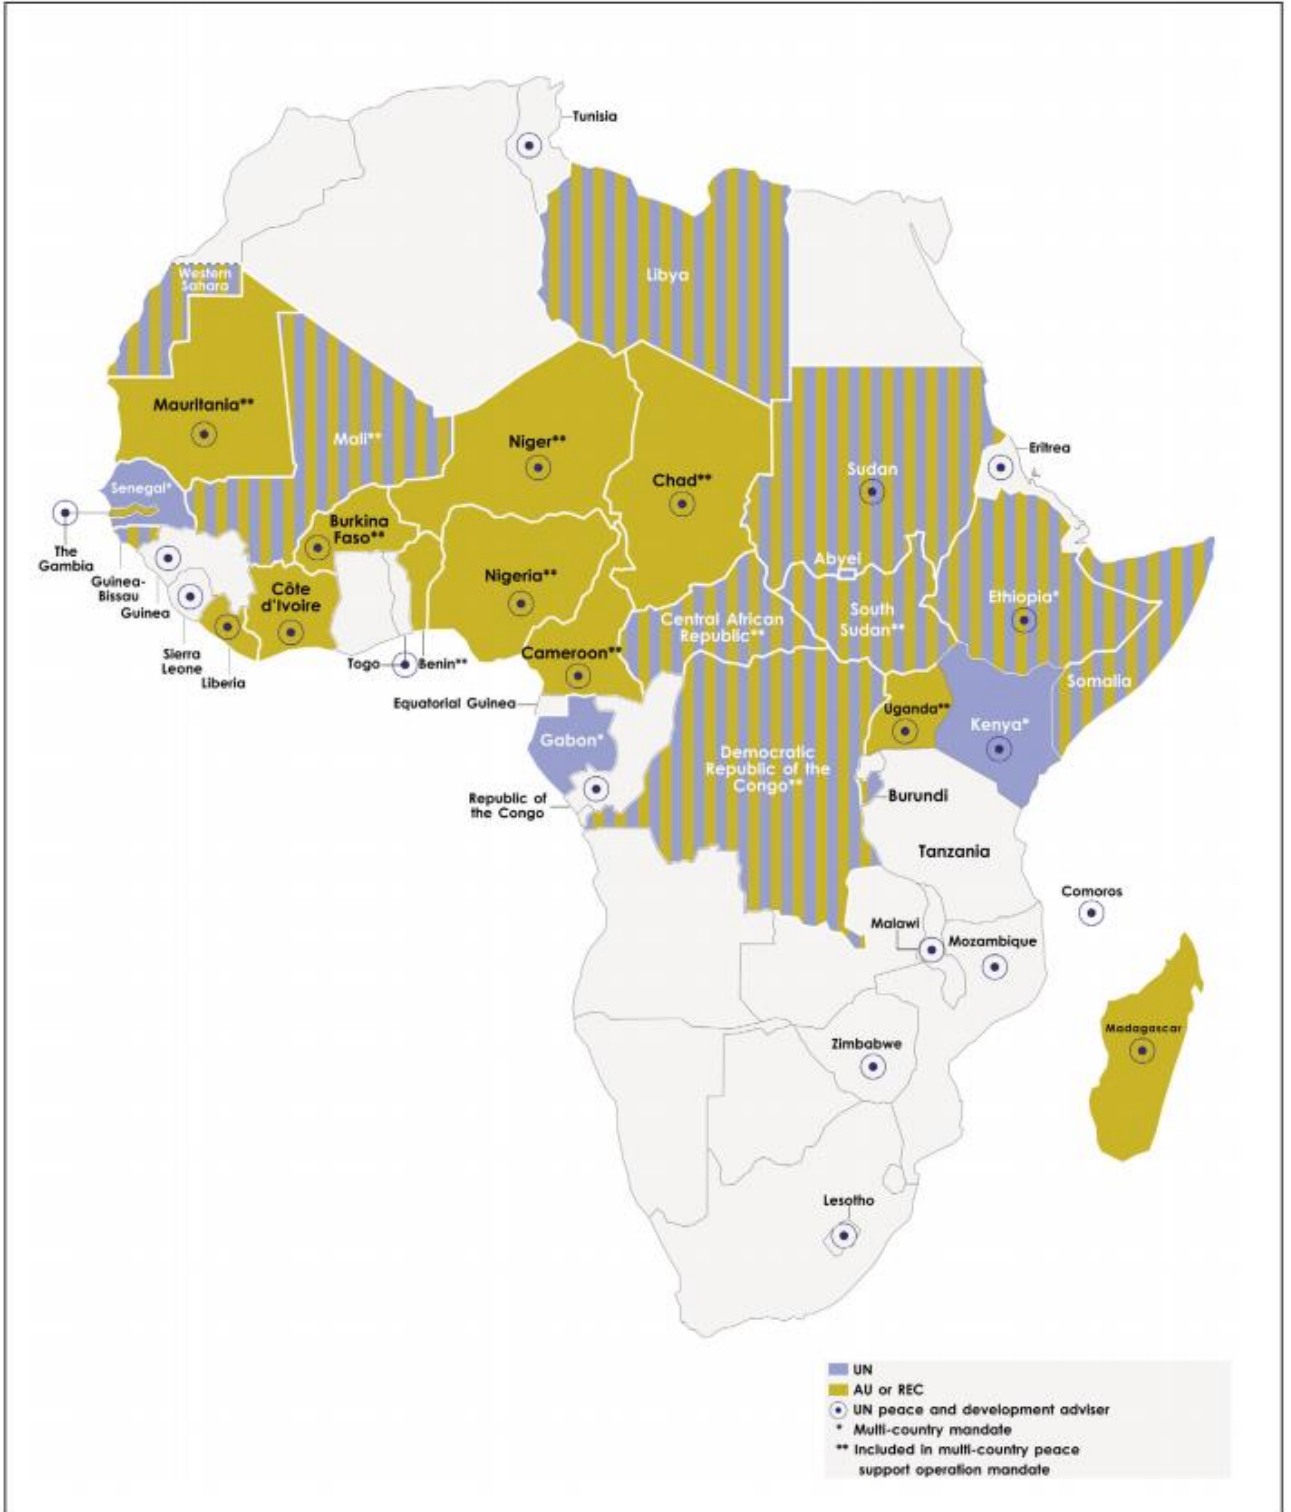 Tunisia
Western
Sahara
Libya
Mauritania**
Mali**
Niger**
Chad**
Sudan
Eritrea
Senegal*
The
Gambia
Guinea-
Bissau
Guinea
Sierra
Leone
Liberia
Burkina
Faso**
Côte
d'Ivoire
Nigeria**
Togo
Benin**
Cameroon**
Central African
Republic**
Abyei
South
Sudan**
Ethiopia*
Somalia
Equatorial Guinea
Gabon*
Republic of
the Congo
Democratic
Republic of the
Congo**
Uganda**
Kenya*
Burundi
Tanzania
Comoros
Malawi
Mozambique
Madagascar
Zimbabwe
Lesotho
UN
AU or REC
UN peace and development adviser
* Multi-country mandate
** Included in multi-country peace
support operation mandate